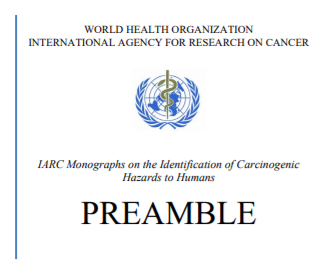 WORLD HEALTH ORGANIZATION
INTERNATIONAL AGENCY FOR RESEARCH ON CANCER
IARC Monographs on the Identification of Carcinogenic
Hazards to Humans
PREAMBLE